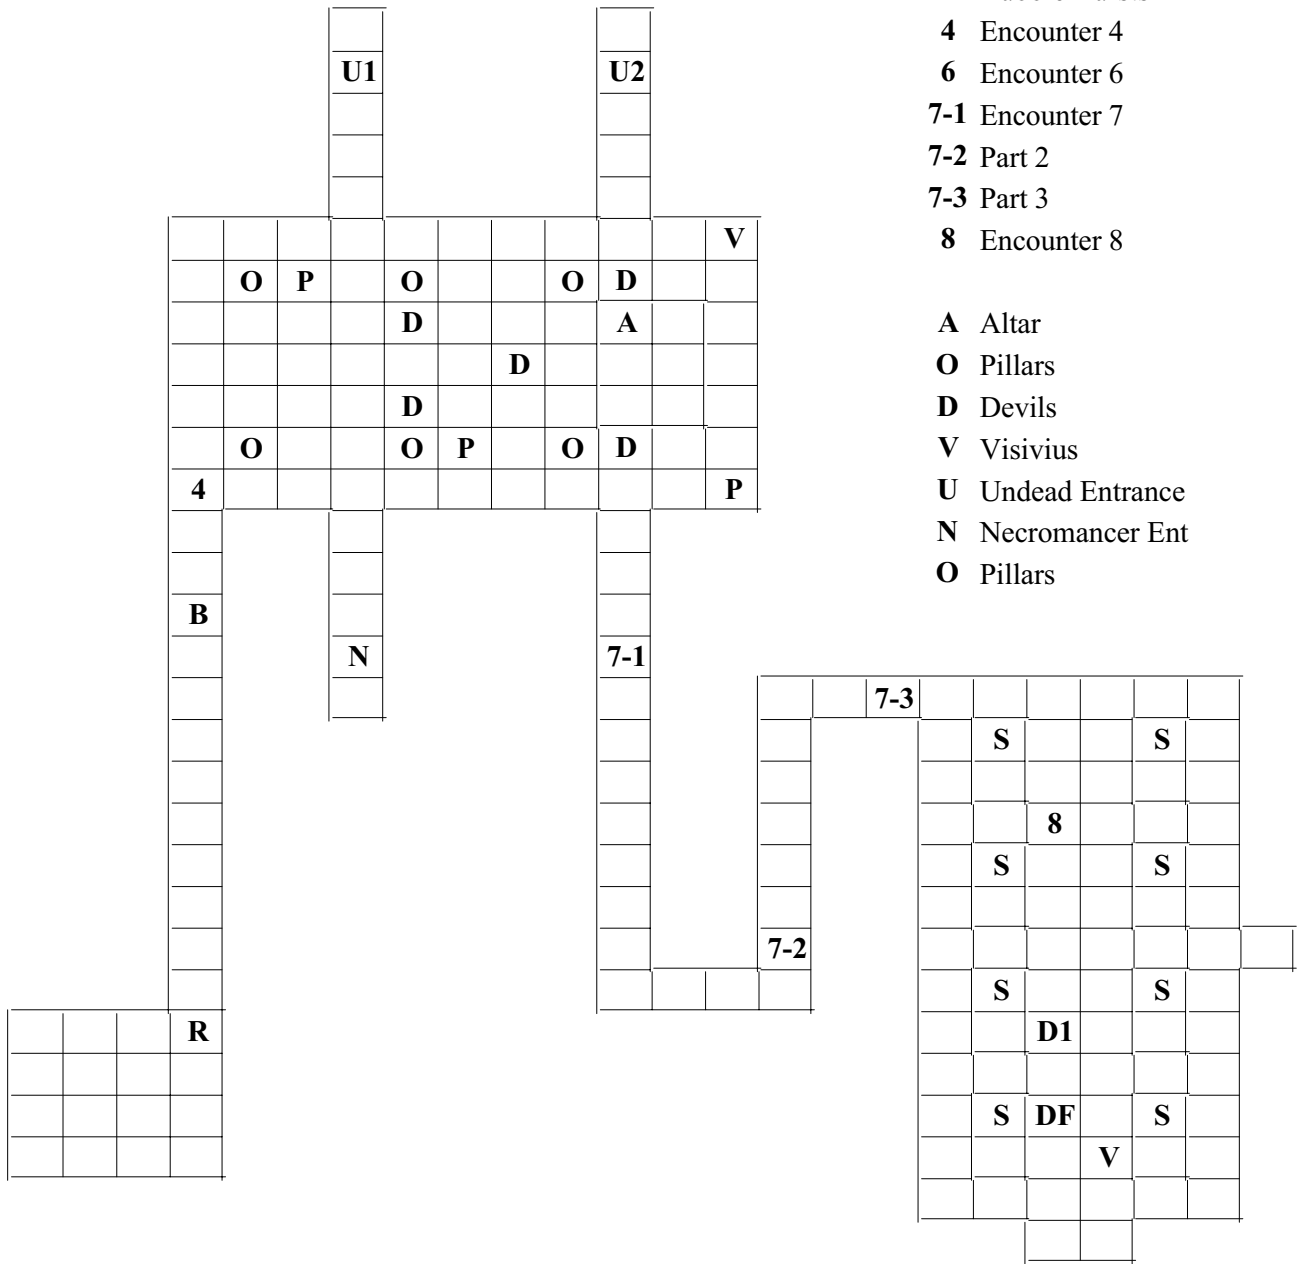 4 Encounter 4
U1 U2 6 Encounter 6
7-1 Encounter 7
7-2 Part 2
7-3 Part 3
V 8 Encounter 8
O P O O D
D A A Altar
D O Pillars
D D Devils
O O P O D V Visivius
4 P U Undead Entrance
N Necromancer Ent
O Pillars
B
N 7-1
7-3
S S
8
S S
7-2
S S
R D1
S DF S
V